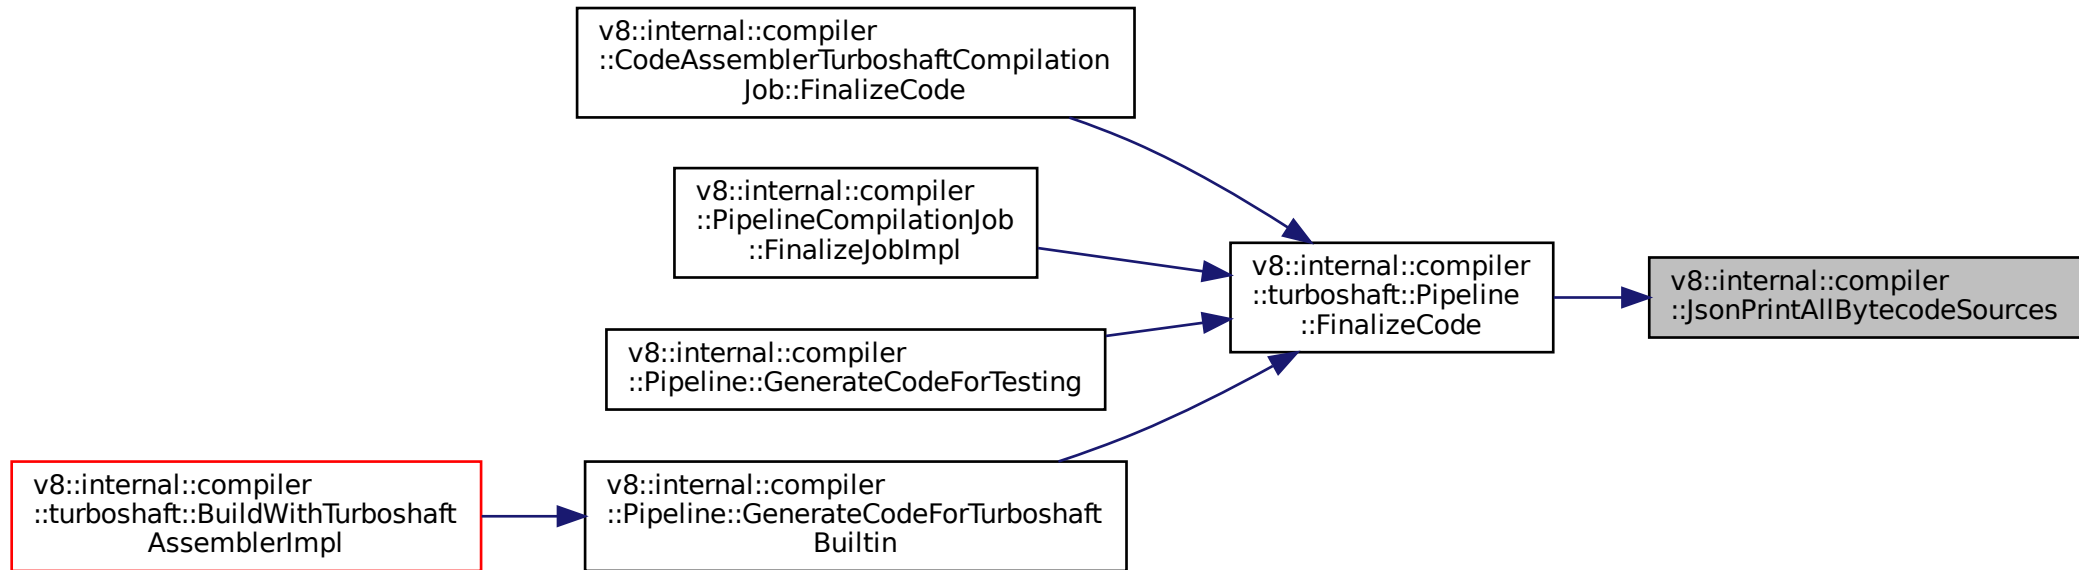 v8::internal::compiler
::CodeAssemblerTurboshaftCompilation
Job::FinalizeCode
v8::internal::compiler
::PipelineCompilationJob
::FinalizeJobImpl
v8::internal::compiler
::turboshaft::Pipeline
::FinalizeCode
v8::internal::compiler
::JsonPrintAllBytecodeSources
v8::internal::compiler
::Pipeline::GenerateCodeForTesting
v8::internal::compiler
::turboshaft::BuildWithTurboshaft
AssemblerImpl
v8::internal::compiler
::Pipeline::GenerateCodeForTurboshaft
Builtin